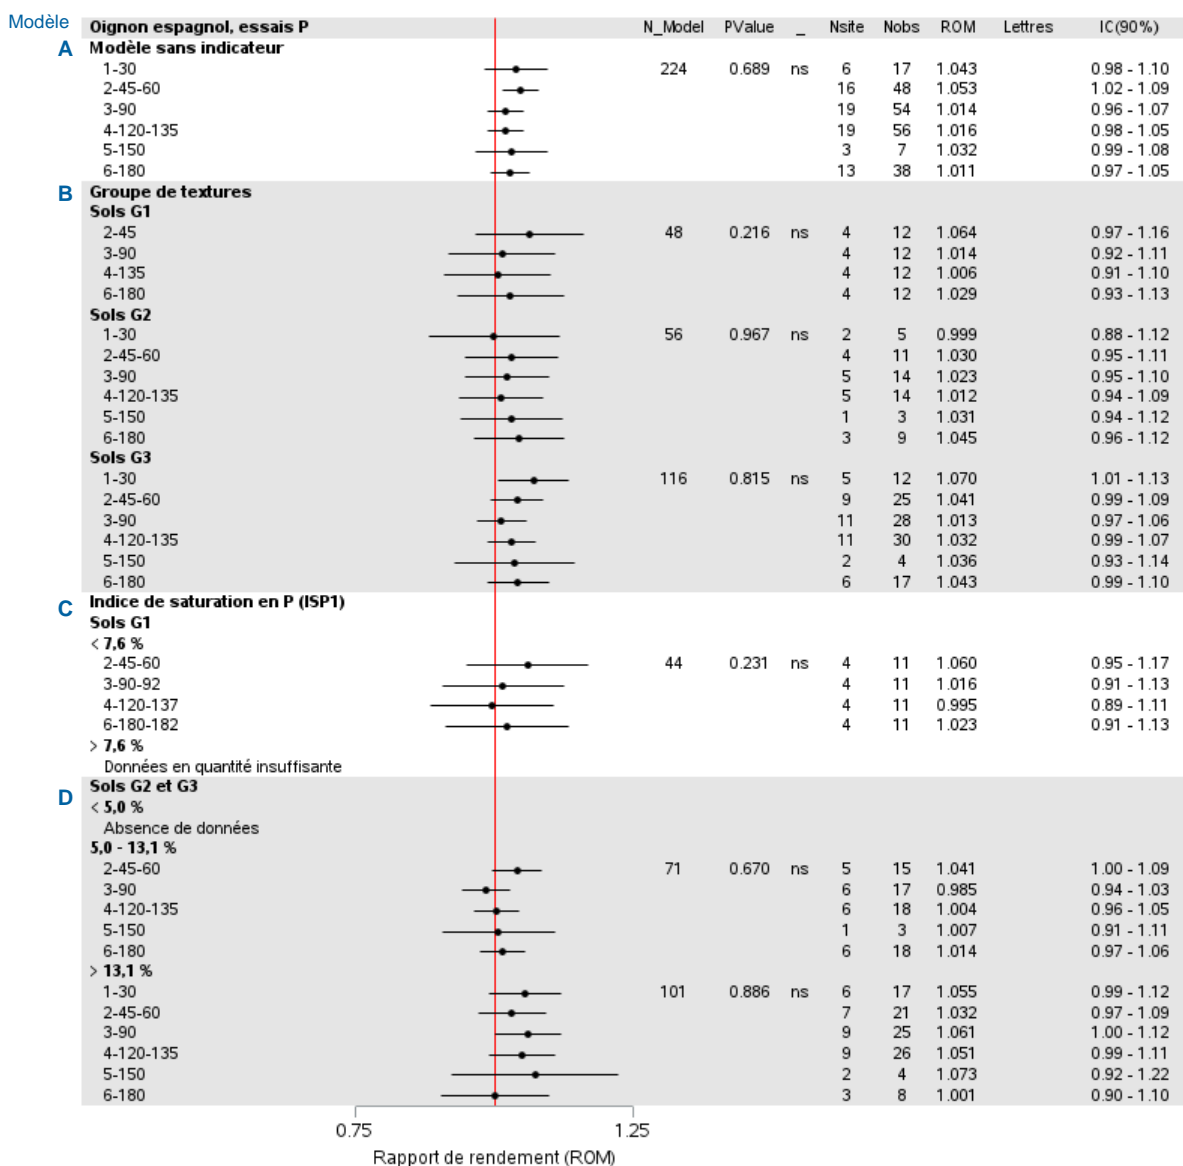 Modèle
Oignon espagnol, essais P N_Model PValue _ Nsite Nobs ROM Lettres IC(90%)
A Modèle sans indicateur
1-30 224 0.689 ns 6 17 1.043 0.98 - 1.10
2-45-60 16 48 1.053 1.02 - 1.09
3-90 19 54 1.014 0.96 - 1.07
4-120-135 19 56 1.016 0.98 - 1.05
5-150 3 7 1.032 0.99 - 1.08
6-180 13 38 1.011 0.97 - 1.05
B Groupe de textures
Sols G1
2-45 48 0.216 ns 4 12 1.064 0.97 - 1.16
3-90 4 12 1.014 0.92 - 1.11
4-135 4 12 1.006 0.91 - 1.10
6-180 4 12 1.029 0.93 - 1.13
Sols G2
1-30 56 0.967 ns 2 5 0.999 0.88 - 1.12
2-45-60 4 11 1.030 0.95 - 1.11
3-90 5 14 1.023 0.95 - 1.10
4-120-135 5 14 1.012 0.94 - 1.09
5-150 1 3 1.031 0.94 - 1.12
6-180 3 9 1.045 0.96 - 1.12
Sols G3
1-30 116 0.815 ns 5 12 1.070 1.01 - 1.13
2-45-60 9 25 1.041 0.99 - 1.09
3-90 11 28 1.013 0.97 - 1.06
4-120-135 11 30 1.032 0.99 - 1.07
5-150 2 4 1.036 0.93 - 1.14
6-180 6 17 1.043 0.99 - 1.10
C Indice de saturation en P (ISP1)
Sols G1
< 7,6 %
2-45-60 44 0.231 ns 4 11 1.060 0.95 - 1.17
3-90-92 4 11 1.016 0.91 - 1.13
4-120-137 4 11 0.995 0.89 - 1.11
6-180-182 4 11 1.023 0.91 - 1.13
> 7,6 %
Données en quantité insuffisante
D Sols G2 et G3
< 5,0 %
Absence de données
5,0 - 13,1 %
2-45-60 71 0.670 ns 5 15 1.041 1.00 - 1.09
3-90 6 17 0.985 0.94 - 1.03
4-120-135 6 18 1.004 0.96 - 1.05
5-150 1 3 1.007 0.91 - 1.11
6-180 6 18 1.014 0.97 - 1.06
> 13,1 %
1-30 101 0.886 ns 6 17 1.055 0.99 - 1.12
2-45-60 7 21 1.032 0.97 - 1.09
3-90 9 25 1.061 1.00 - 1.12
4-120-135 9 26 1.051 0.99 - 1.11
5-150 2 4 1.073 0.92 - 1.22
6-180 3 8 1.001 0.90 - 1.10
0.75 1.25
Rapport de rendement (ROM)